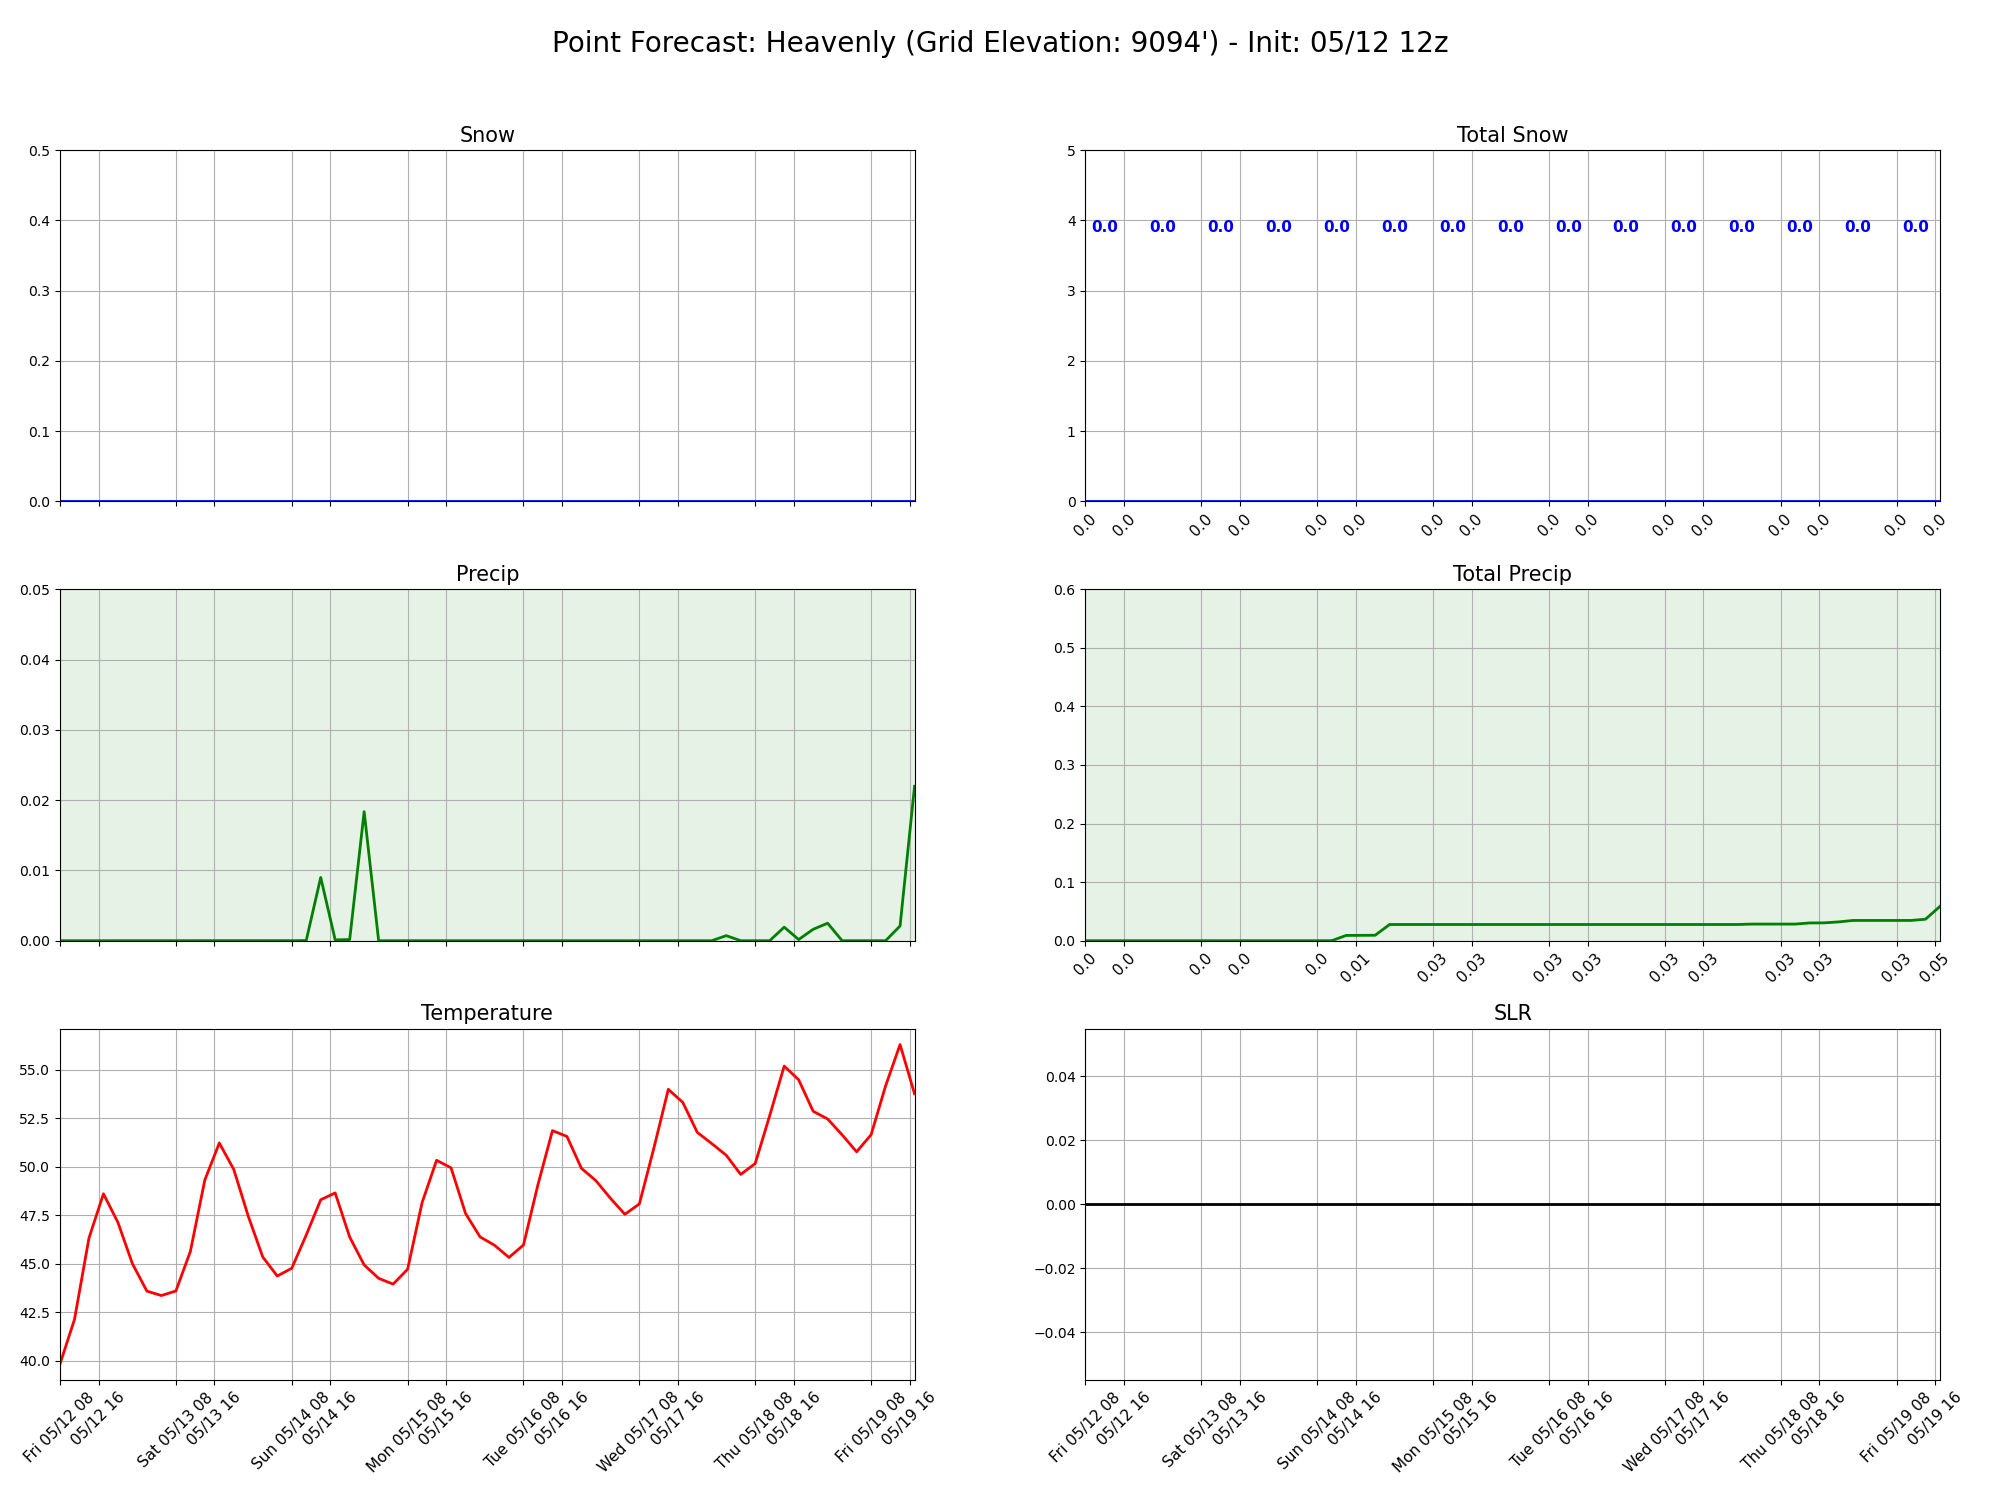 Point Forecast: Heavenly (Grid Elevation: 9094') - Init: 05/12 12z
Snow
0.5
0.4
0.3
0.2
0.1
0.0
Total Snow
5
4
3
2
1
0
0.0 0.0 0.0 0.0 0.0 0.0 0.0 0.0 0.0 0.0 0.0 0.0 0.0 0.0 0.0
0.0 0.0 0.0 0.0 0.0 0.0 0.0 0.0 0.0 0.0 0.0 0.0 0.0 0.0 0.0 0.0
Precip
0.05
0.04
0.03
0.02
0.01
0.00
Total Precip
0.6
0.5
0.4
0.3
0.2
0.1
0.0
0.0 0.0 0.0 0.0 0.0 0.01 0.03 0.03 0.03 0.03 0.03 0.03 0.03 0.03 0.03 0.05
Temperature
55.0
52.5
50.0
47.5
45.0
42.5
40.0
Fri 05/12 08
05/12 16
Sat 05/13 08
05/13 16
Sun 05/14 08
05/14 16
Mon 05/15 08
05/15 16
Tue 05/16 08
05/16 16
Wed 05/17 08
05/17 16
Thu 05/18 08
05/18 16
Fri 05/19 08
05/19 16
SLR
0.04
0.02
0.00
−0.02
−0.04
Fri 05/12 08
05/12 16
Sat 05/13 08
05/13 16
Sun 05/14 08
05/14 16
Mon 05/15 08
05/15 16
Tue 05/16 08
05/16 16
Wed 05/17 08
05/17 16
Thu 05/18 08
05/18 16
Fri 05/19 08
05/19 16